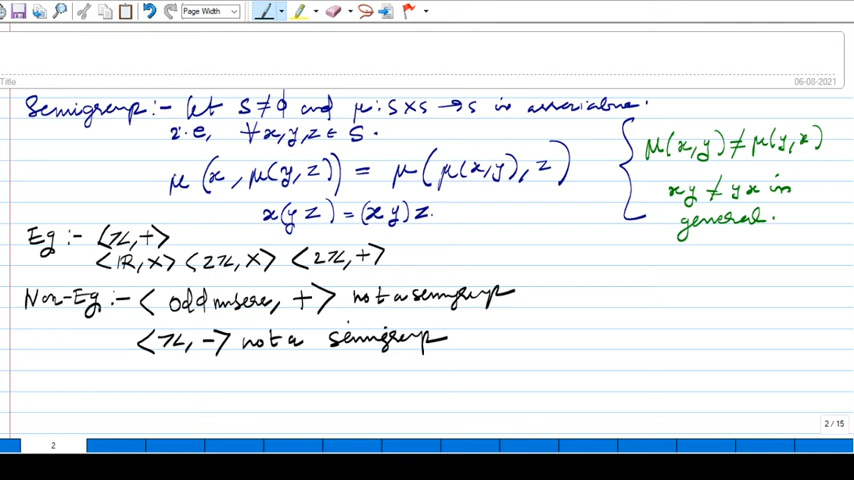 Page Width
Title
06-08-2021
Semigroup :- Let S ≠ ϕ and μ : S×S → S is associative.
i.e, ∀ x,y,z ∈ S.
μ(x, μ(y,z)) = μ(μ(x,y), z)
x(yz) = (xy)z.
{ μ(x,y) ≠ μ(y,x)
xy ≠ yx in
general.
Eg :- <ℤ, +>
<ℝ, ×> <2ℤ, ×> <2ℤ, +>
Non-Eg :- < odd, +> not a semigroup
<ℤ, -> not a semigroup
2 / 15
2